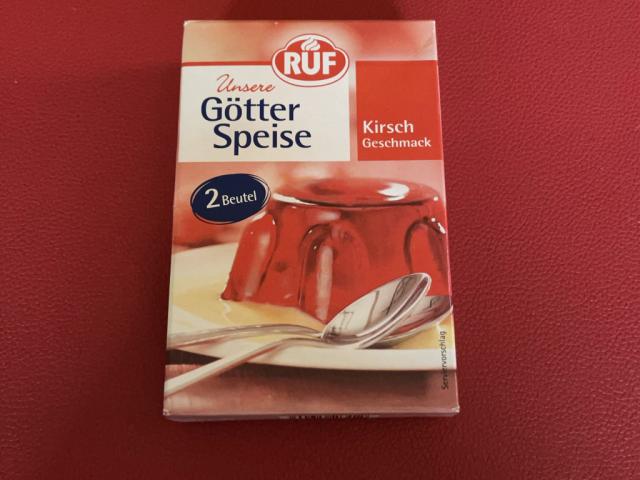 RUF
Unsere
Götter
Speise
Kirsch
Geschmack
2 Beutel
Serviervorschlag